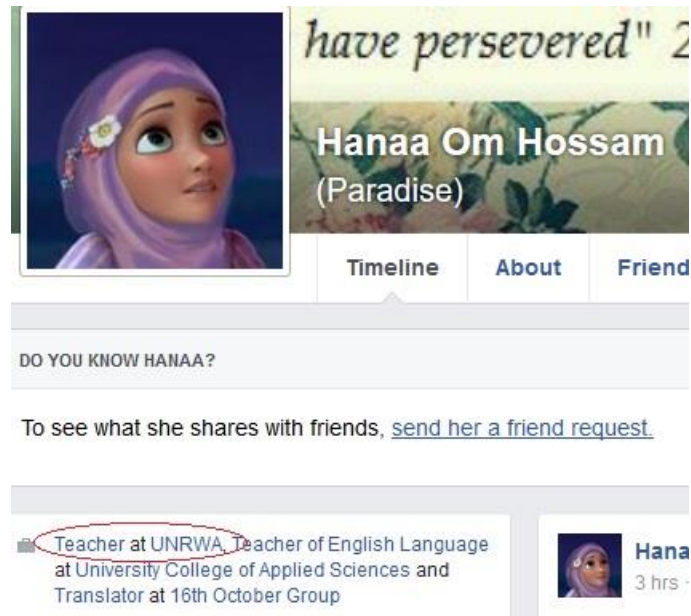 have persevered" 2
Hanaa Om Hossam
(Paradise)
Timeline About Friend
DO YOU KNOW HANAA?
To see what she shares with friends, send her a friend request.
Teacher at UNRWA, Teacher of English Language
at University College of Applied Sciences and
Translator at 16th October Group
Hana
3 hrs ·